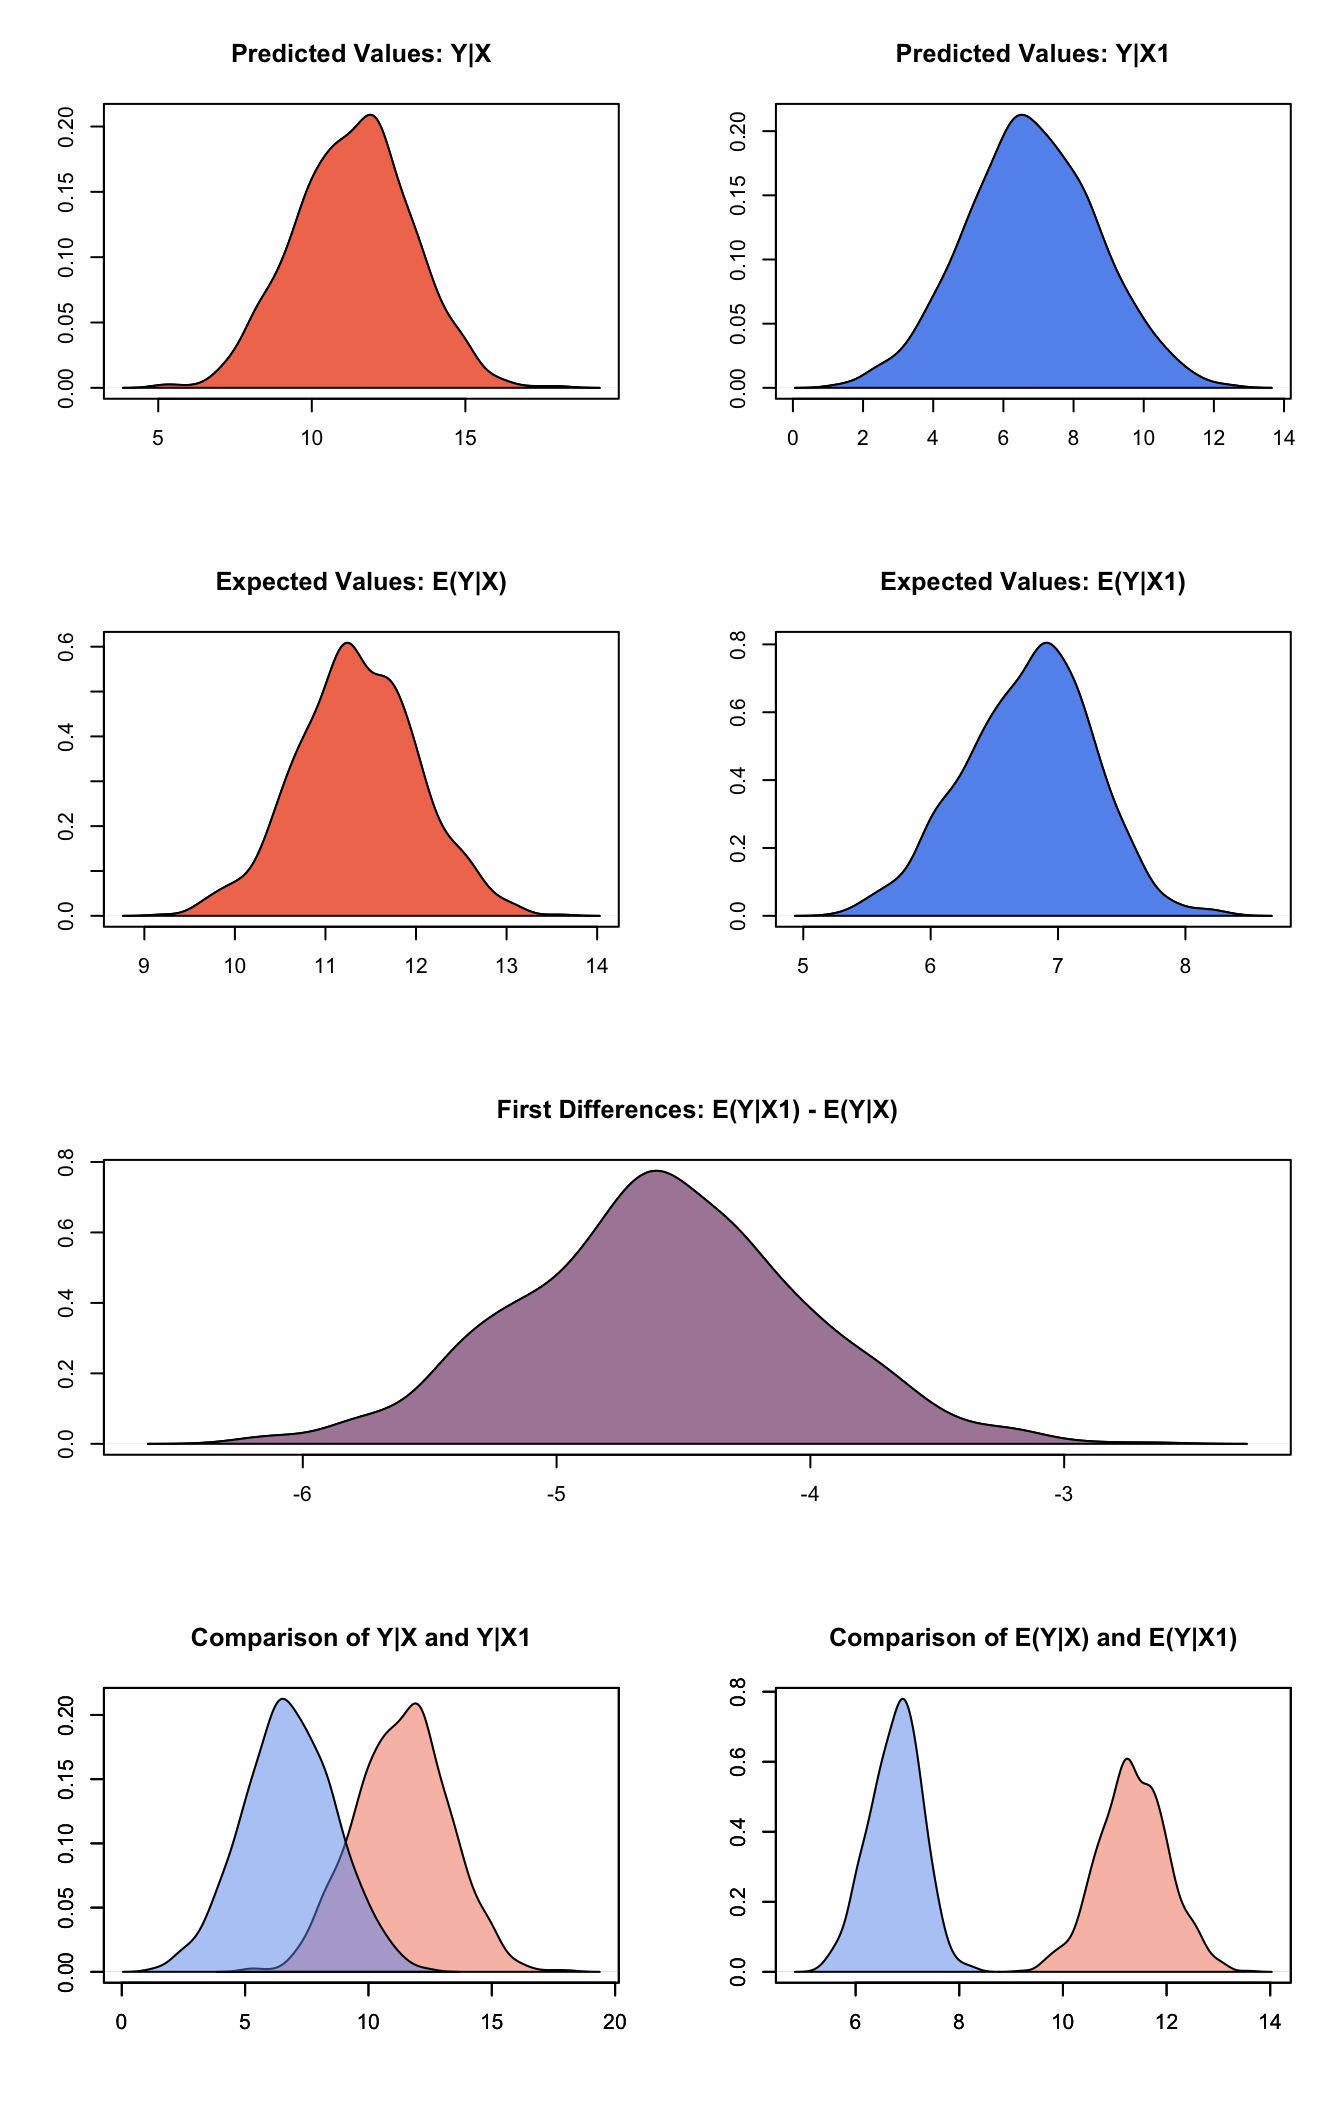 Predicted Values: Y|X
0.00 0.05 0.10 0.15 0.20
5 10 15
Predicted Values: Y|X1
0.00 0.05 0.10 0.15 0.20
0 2 4 6 8 10 12 14
Expected Values: E(Y|X)
0.0 0.2 0.4 0.6
9 10 11 12 13 14
Expected Values: E(Y|X1)
0.0 0.2 0.4 0.6 0.8
5 6 7 8
First Differences: E(Y|X1) - E(Y|X)
0.0 0.2 0.4 0.6 0.8
-6 -5 -4 -3
Comparison of Y|X and Y|X1
0.00 0.05 0.10 0.15 0.20
0 5 10 15 20
Comparison of E(Y|X) and E(Y|X1)
0.0 0.2 0.4 0.6 0.8
6 8 10 12 14